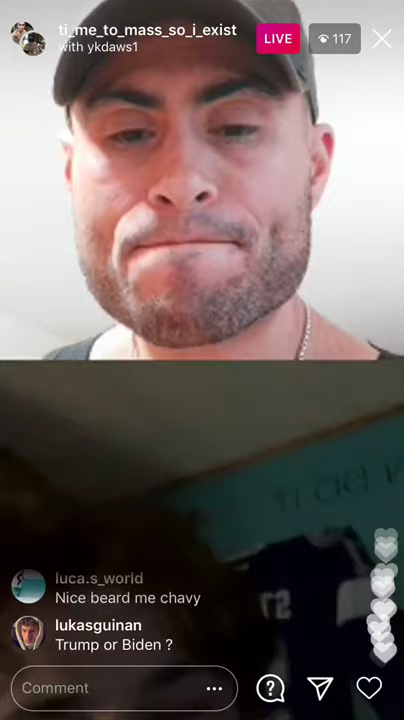 ti_me_to_mass_so_i_exist
with ykdaws1
LIVE
117
luca.s_world
Nice beard me chavy
lukasguinan
Trump or Biden ?
Comment